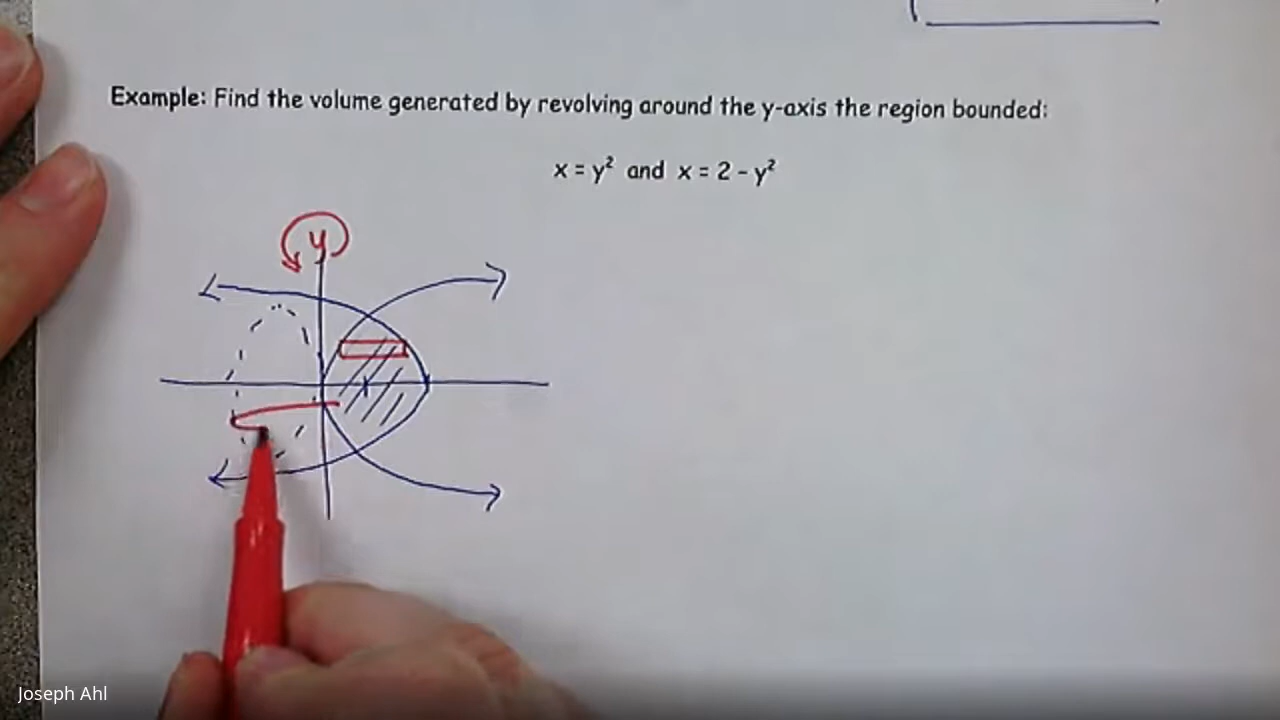 Example: Find the volume generated by revolving around the y-axis the region bounded:
x = y² and x = 2 - y²
y
Joseph Ahl